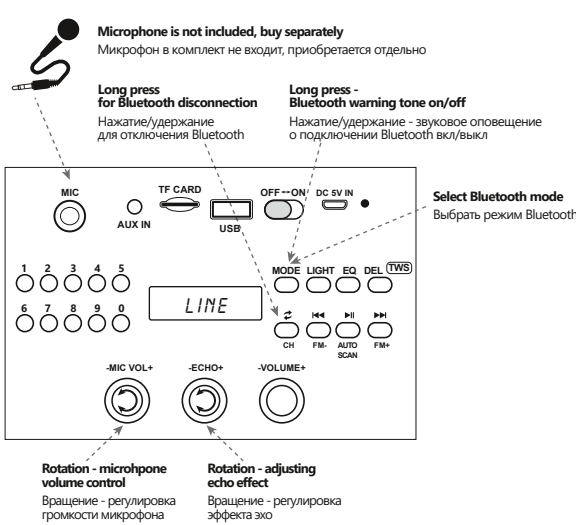 Microphone is not included, buy separately
Микрофон в комплект не входит, приобретается отдельно
Long press
for Bluetooth disconnection
Нажатие/удержание
для отключения Bluetooth
Long press -
Bluetooth warning tone on/off
Нажатие/удержание - звуковое оповещение
о подключении Bluetooth вкл/выкл
Select Bluetooth mode
Выбрать режим Bluetooth
MIC
AUX IN
TF CARD
USB
OFF ↔ ON
DC 5V IN
1 2 3 4 5
6 7 8 9 0
LINE
MODE LIGHT EQ DEL TWS
CH FM- AUTO SCAN FM+
-MIC VOL+ -ECHO+ -VOLUME+
Rotation - microhpone
volume control
Вращение - регулировка
громкости микрофона
Rotation - adjusting
echo effect
Вращение - регулировка
эффекта эхо